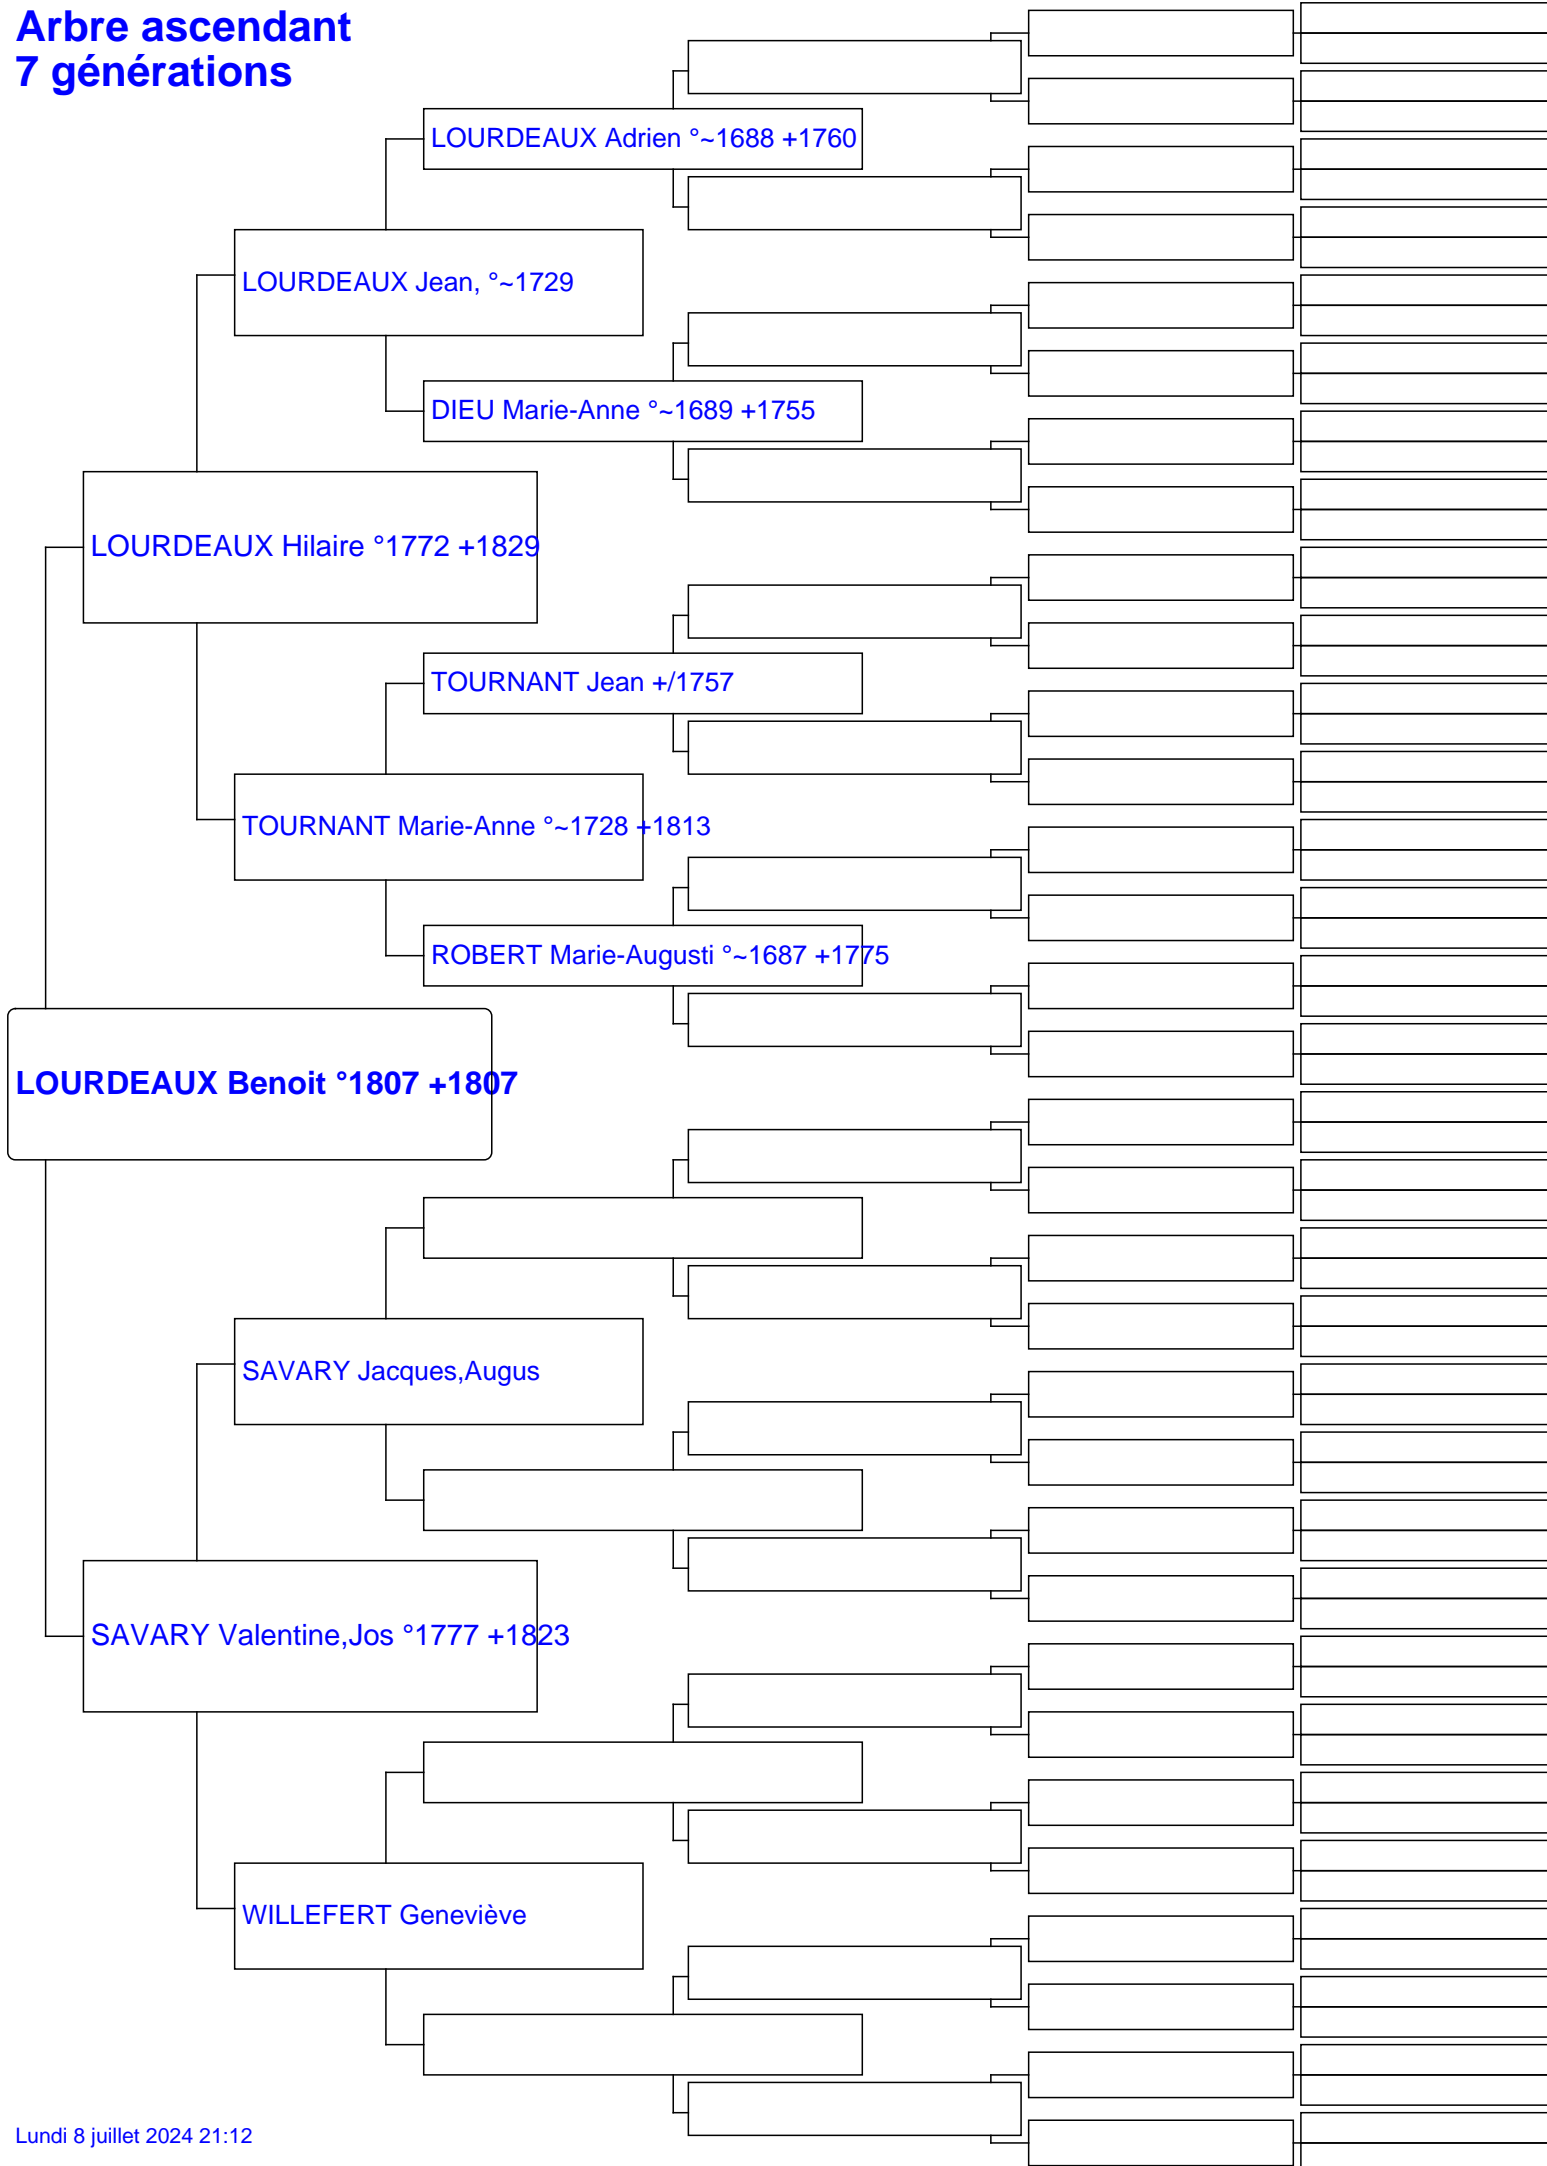 Arbre ascendant
7 générations
LOURDEAUX Adrien °~1688 +1760
LOURDEAUX Jean, °~1729
DIEU Marie-Anne °~1689 +1755
LOURDEAUX Hilaire °1772 +1829
TOURNANT Jean +/1757
TOURNANT Marie-Anne °~1728 +1813
ROBERT Marie-Augusti °~1687 +1775
LOURDEAUX Benoit °1807 +1807
SAVARY Jacques,Augus
SAVARY Valentine,Jos °1777 +1823
WILLEFERT Geneviève
Lundi 8 juillet 2024 21:12